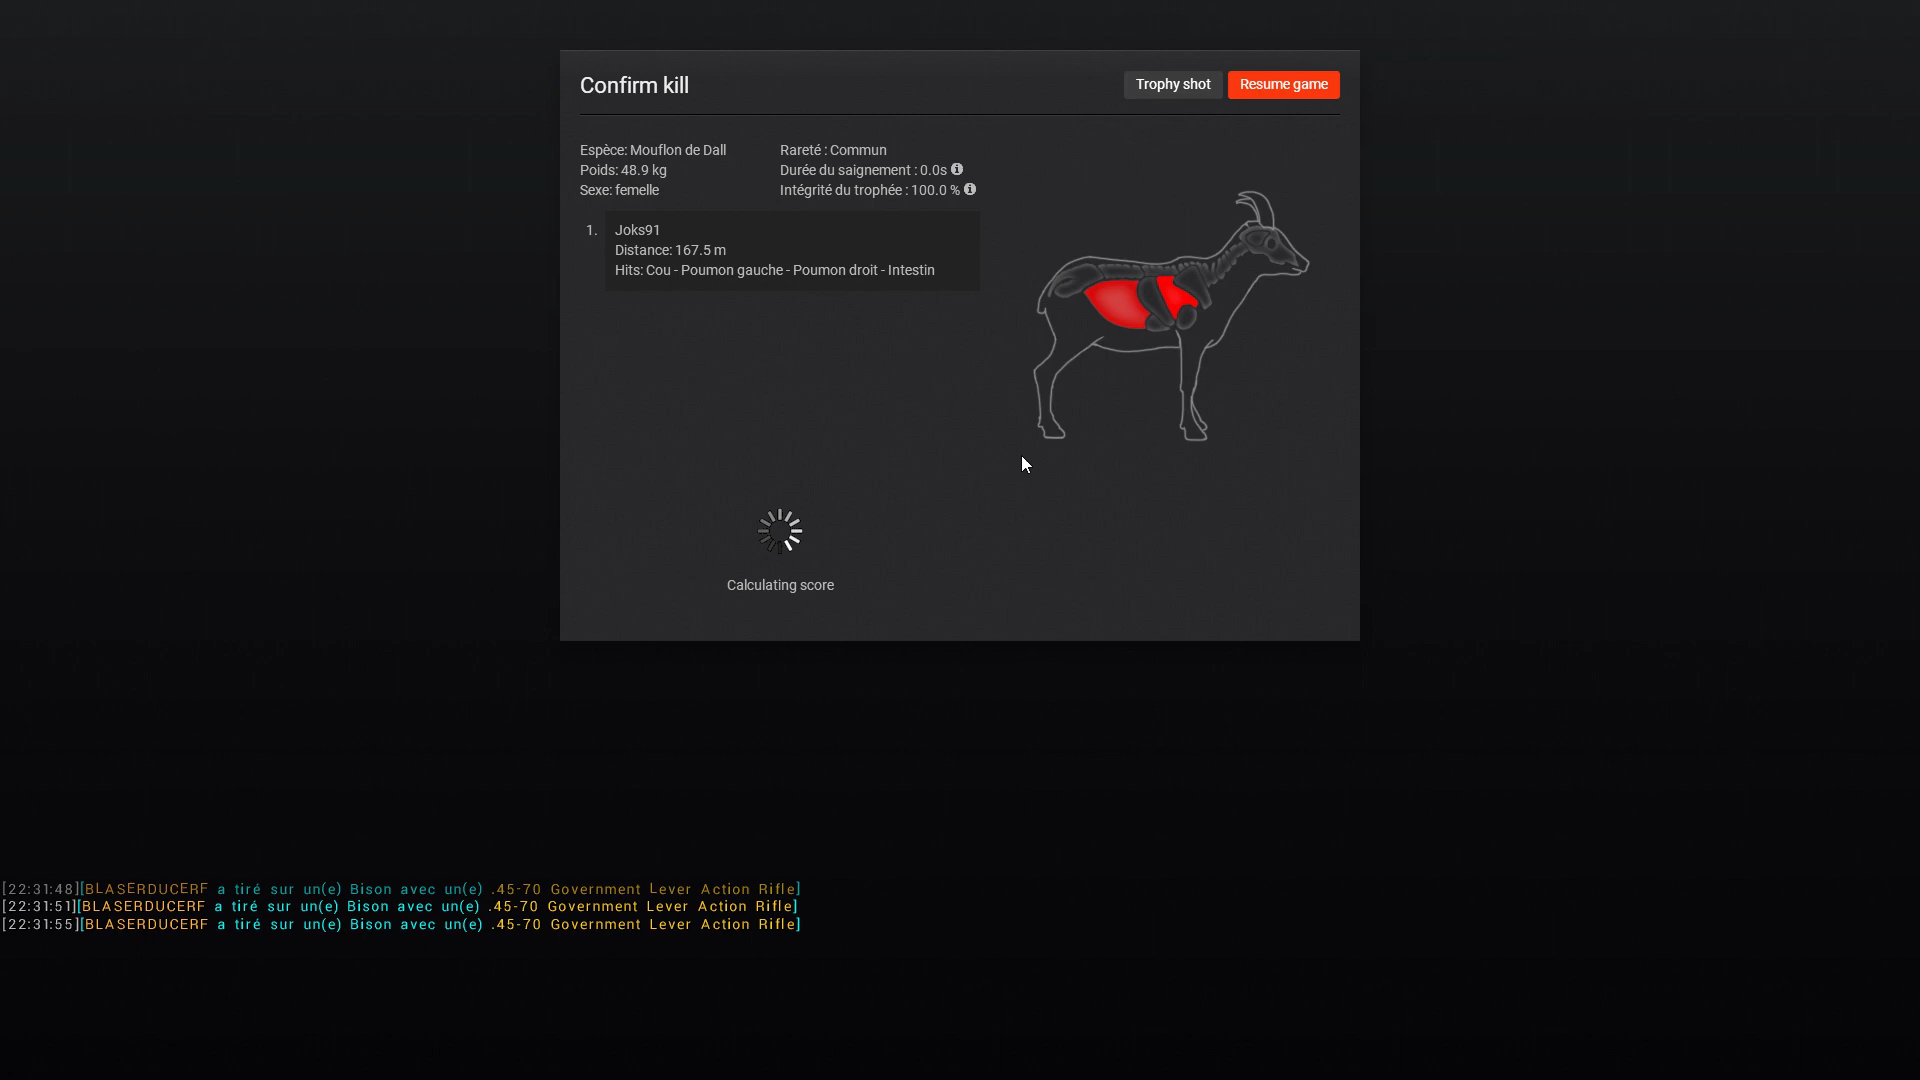 Confirm kill
Trophy shot
Resume game
Espèce: Mouflon de Dall
Poids: 48.9 kg
Sexe: femelle
Rareté : Commun
Durée du saignement : 0.0s
Intégrité du trophée : 100.0 %
1.
Joks91
Distance: 167.5 m
Hits: Cou - Poumon gauche - Poumon droit - Intestin
Calculating score
[22:31:48][BLASERDUCERF a tiré sur un(e) Bison avec un(e) .45-70 Government Lever Action Rifle]
[22:31:51][BLASERDUCERF a tiré sur un(e) Bison avec un(e) .45-70 Government Lever Action Rifle]
[22:31:55][BLASERDUCERF a tiré sur un(e) Bison avec un(e) .45-70 Government Lever Action Rifle]